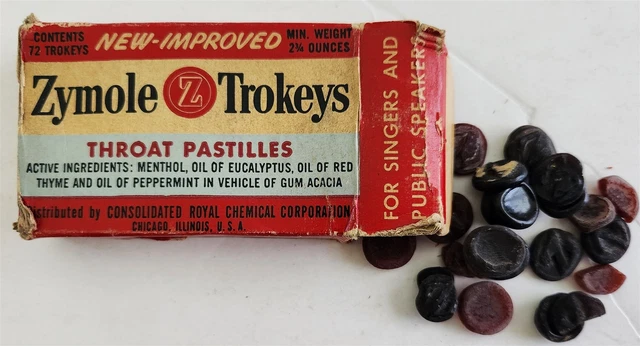 CONTENTS
72 TROKEYS
NEW-IMPROVED
MIN. WEIGHT
2¾ OUNCES
Zymole Z Trokeys
THROAT PASTILLES
ACTIVE INGREDIENTS: MENTHOL, OIL OF EUCALYPTUS, OIL OF RED
THYME AND OIL OF PEPPERMINT IN VEHICLE OF GUM ACACIA
istributed by CONSOLIDATED ROYAL CHEMICAL CORPORATION
CHICAGO, ILLINOIS, U.S.A.
FOR SINGERS AND
PUBLIC SPEAKERS